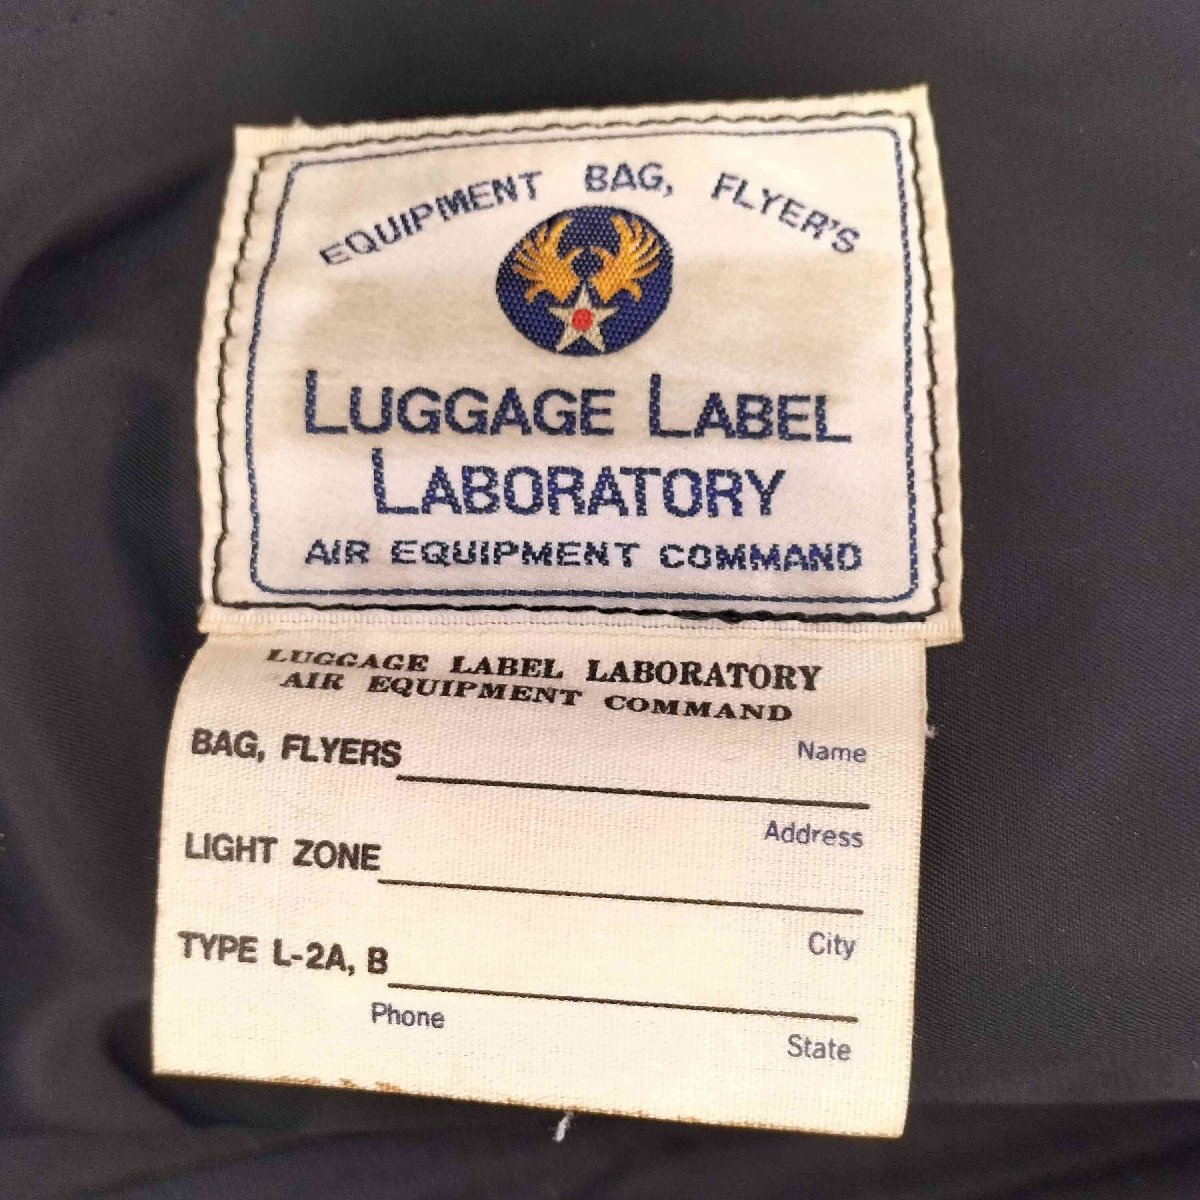 EQUIPMENT BAG, FLYER'S
LUGGAGE LABEL
LABORATORY
AIR EQUIPMENT COMMAND
LUGGAGE LABEL LABORATORY
AIR EQUIPMENT COMMAND
BAG, FLYERS
Name
Address
LIGHT ZONE
City
TYPE L-2A, B
Phone
State